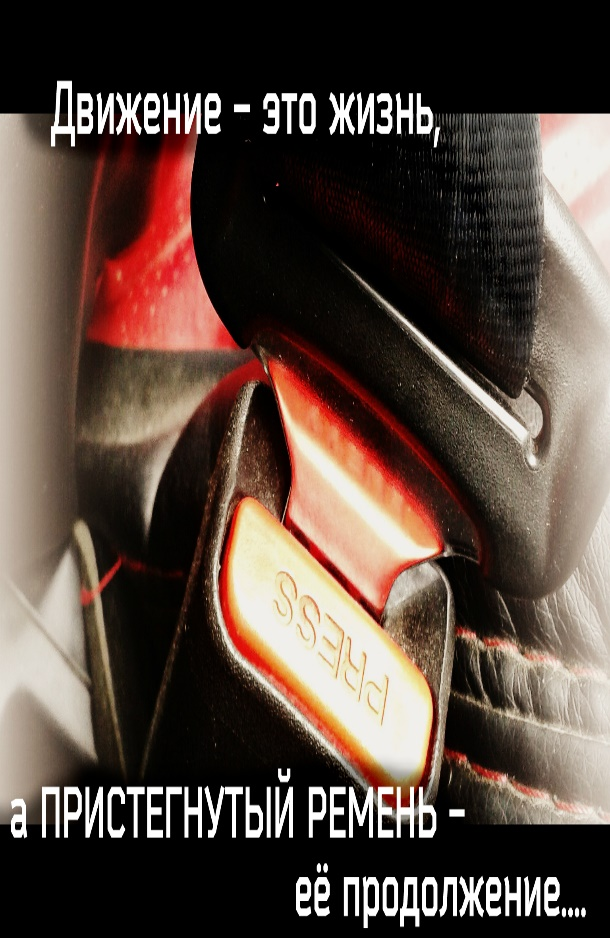 Движение – это жизнь,
PRESS
а ПРИСТЕГНУТЫЙ РЕМЕНЬ –
её продолжение....